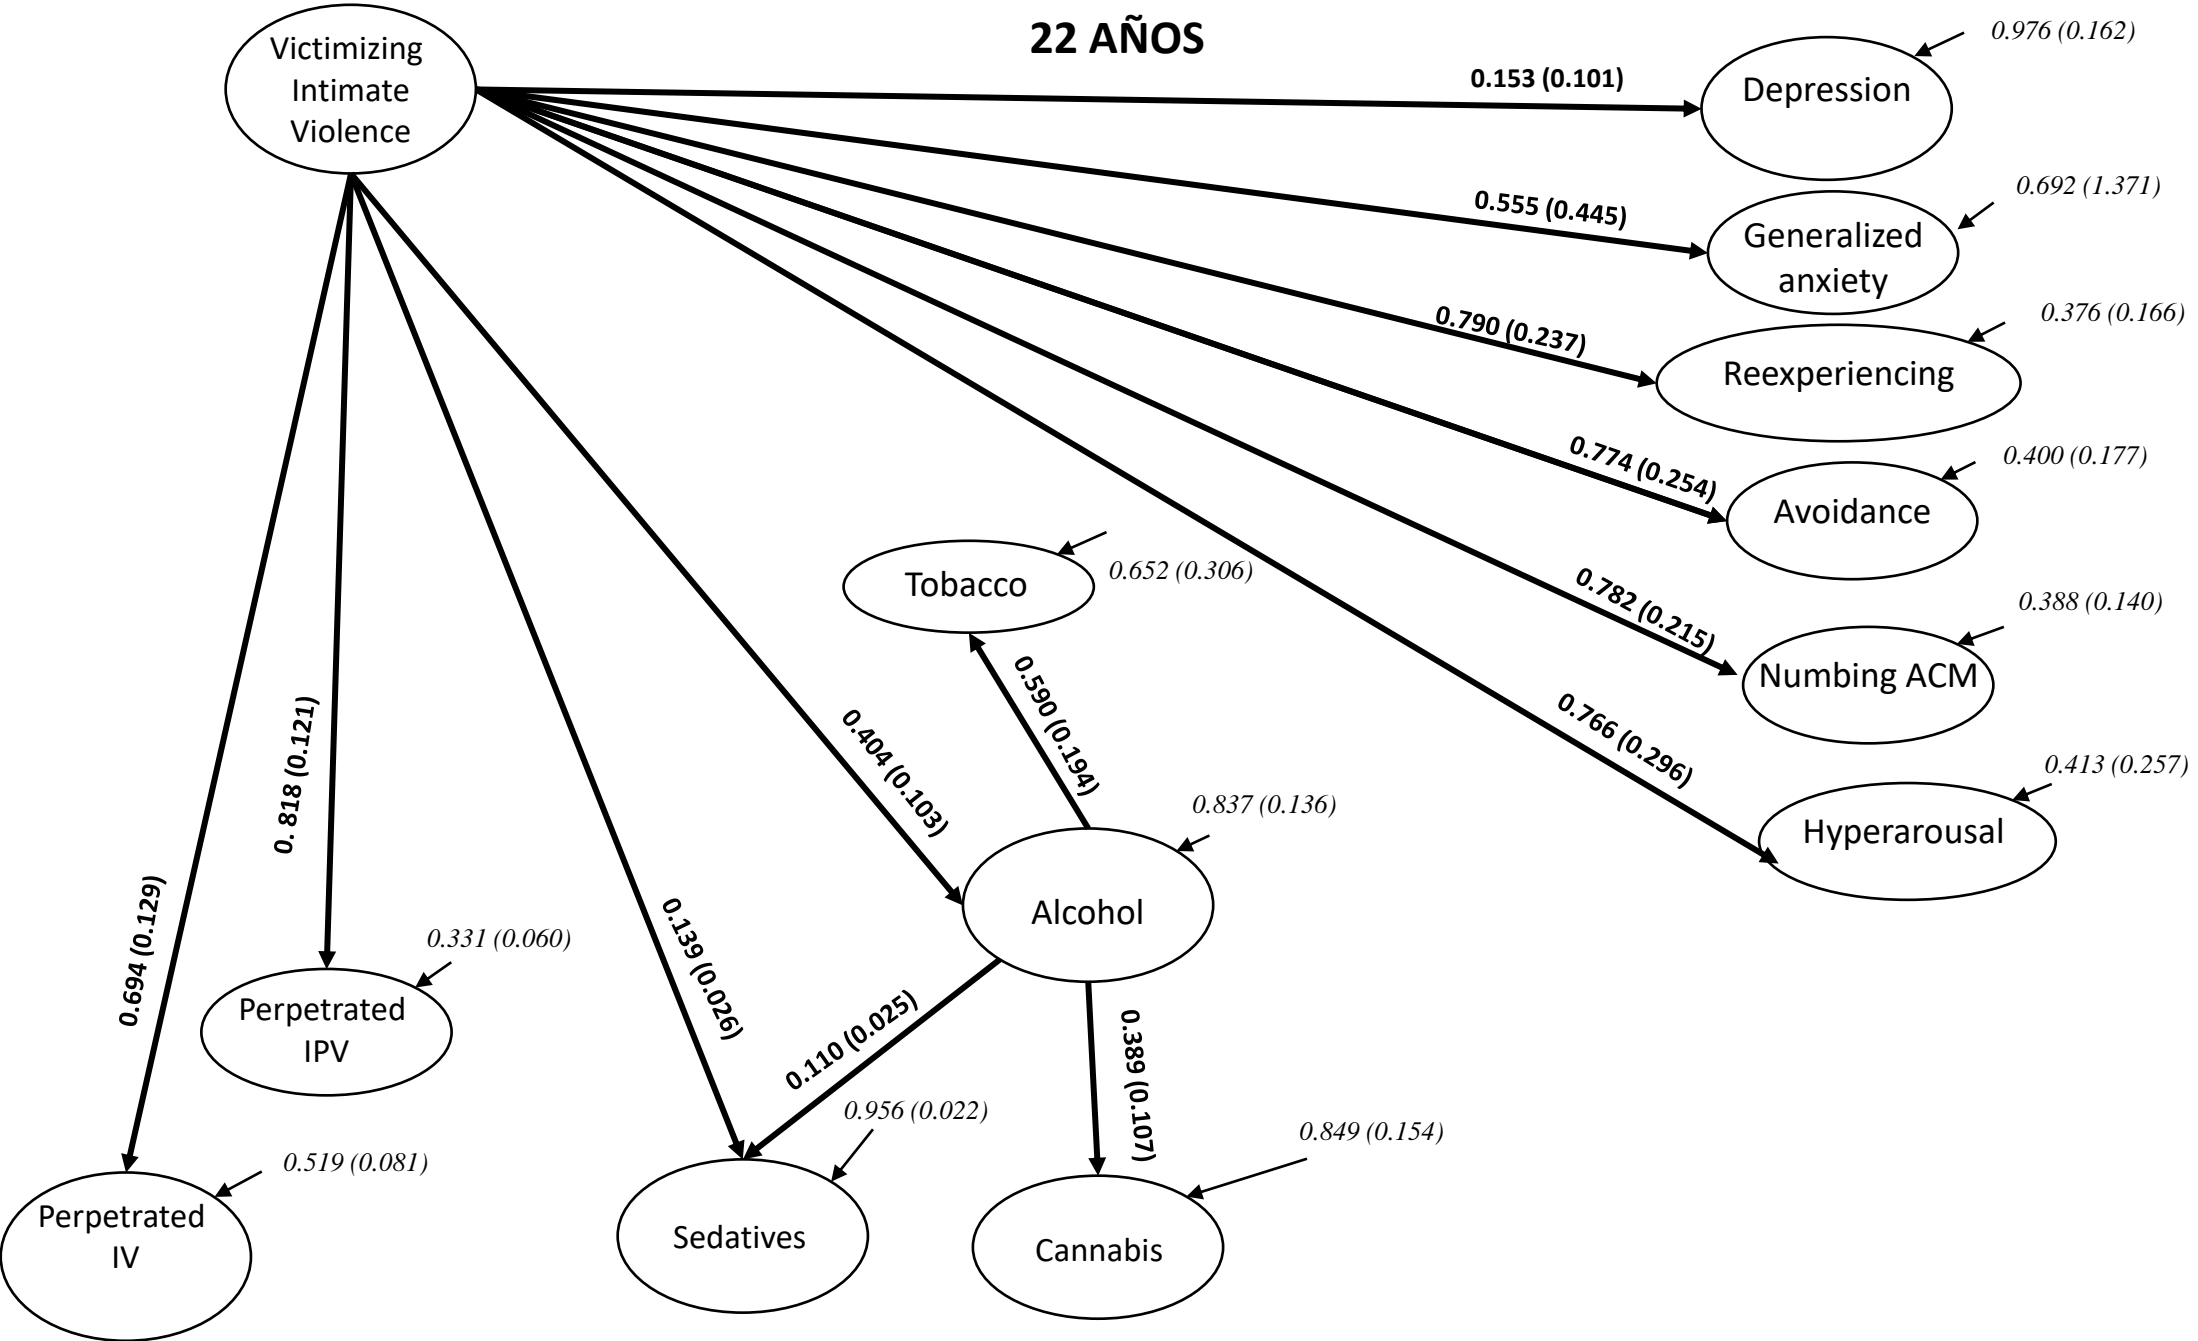 22 AÑOS
Victimizing
Intimate
Violence
0.153 (0.101)
Depression
0.976 (0.162)
0.555 (0.445)
Generalized
anxiety
0.692 (1.371)
0.790 (0.237)
Reexperiencing
0.376 (0.166)
0.774 (0.254)
Avoidance
0.400 (0.177)
0.782 (0.215)
Numbing ACM
0.388 (0.140)
0.766 (0.296)
Hyperarousal
0.413 (0.257)
Tobacco
0.652 (0.306)
0.590 (0.194)
0.404 (0.103)
Alcohol
0.837 (0.136)
0.694 (0.129)
0. 818 (0.121)
0.139 (0.026)
0.110 (0.025)
0.389 (0.107)
Perpetrated
IPV
0.331 (0.060)
Perpetrated
IV
0.519 (0.081)
Sedatives
0.956 (0.022)
Cannabis
0.849 (0.154)